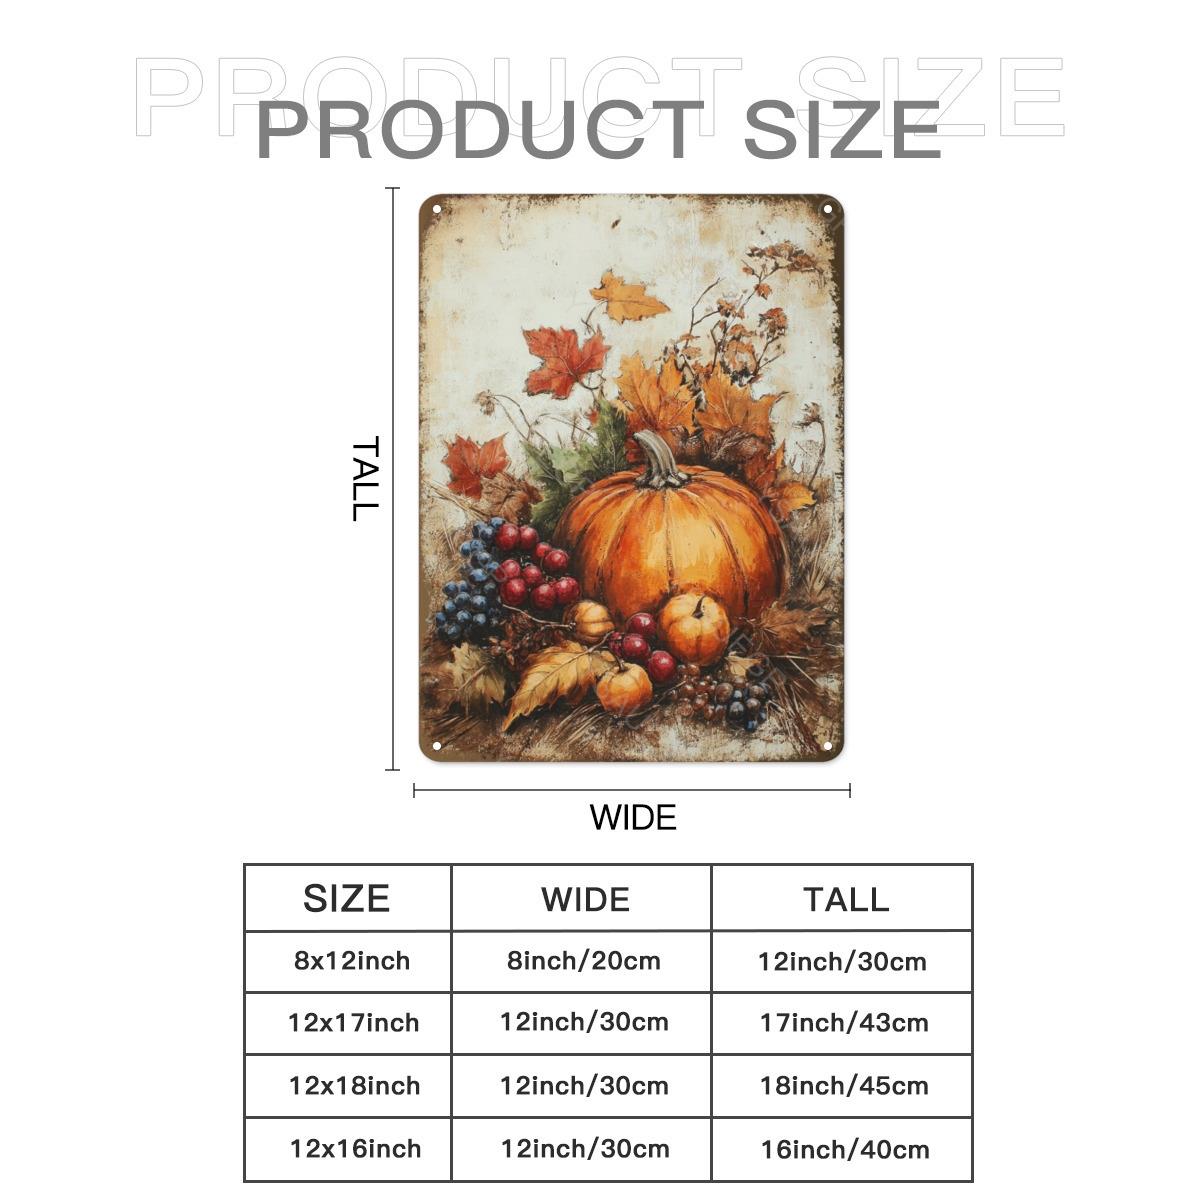 PRODUCT SIZE
PRODUCT SIZE
TALL
WIDE
SIZE WIDE TALL
8x12inch 8inch/20cm 12inch/30cm
12x17inch 12inch/30cm 17inch/43cm
12x18inch 12inch/30cm 18inch/45cm
12x16inch 12inch/30cm 16inch/40cm